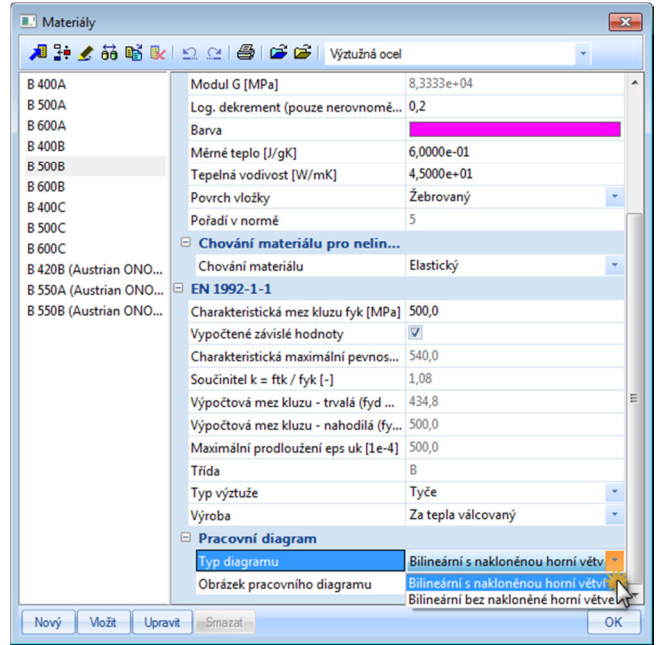 Materiály
Výztužná ocel
B 400A
B 500A
B 600A
B 400B
B 500B
B 600B
B 400C
B 500C
B 600C
B 420B (Austrian ONO...
B 550A (Austrian ONO...
B 550B (Austrian ONO...
Modul G [MPa] 8,3333e+04
Log. dekrement (pouze nerovnomě... 0,2
Barva
Měrné teplo [J/gK] 6,0000e-01
Tepelná vodivost [W/mK] 4,5000e+01
Povrch vložky Žebrovaný
Pořadí v normě 5
Chování materiálu pro nelin...
Chování materiálu Elastický
EN 1992-1-1
Charakteristická mez kluzu fyk [MPa] 500,0
Vypočtené závislé hodnoty
Charakteristická maximální pevnos... 540,0
Součinitel k = ftk / fyk [-] 1,08
Výpočtová mez kluzu - trvalá (fyd ... 434,8
Výpočtová mez kluzu - nahodilá (fy... 500,0
Maximální prodloužení eps uk [1e-4] 500,0
Třída B
Typ výztuže Tyče
Výroba Za tepla válcovaný
Pracovní diagram
Typ diagramu Bilineární s nakloněnou horní větv
Obrázek pracovního diagramu Bilineární s nakloněnou horní větví
Bilineární bez nakloněné horní větve
Nový Vložit Upravit Smazat OK